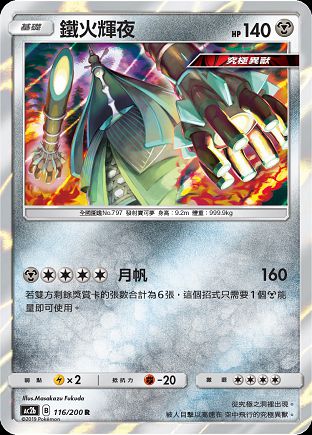 基礎 鐵火輝夜 HP 140
究極異獸
全國圖鑑No.797 發射寶可夢 身高:9.2m 體重:999.9kg
月帆 160
若雙方剩餘獎賞卡的張數合計為6張,這個招式只需要1個能
量即可使用。
弱點 ×2 抵抗力 -20 撤退
Illus.Masakazu Fukuda
AC2b B 116/200 R
從究極之洞裡出現。
被人目擊以高速在空中飛行的究極異獸。
©2019 Pokémon